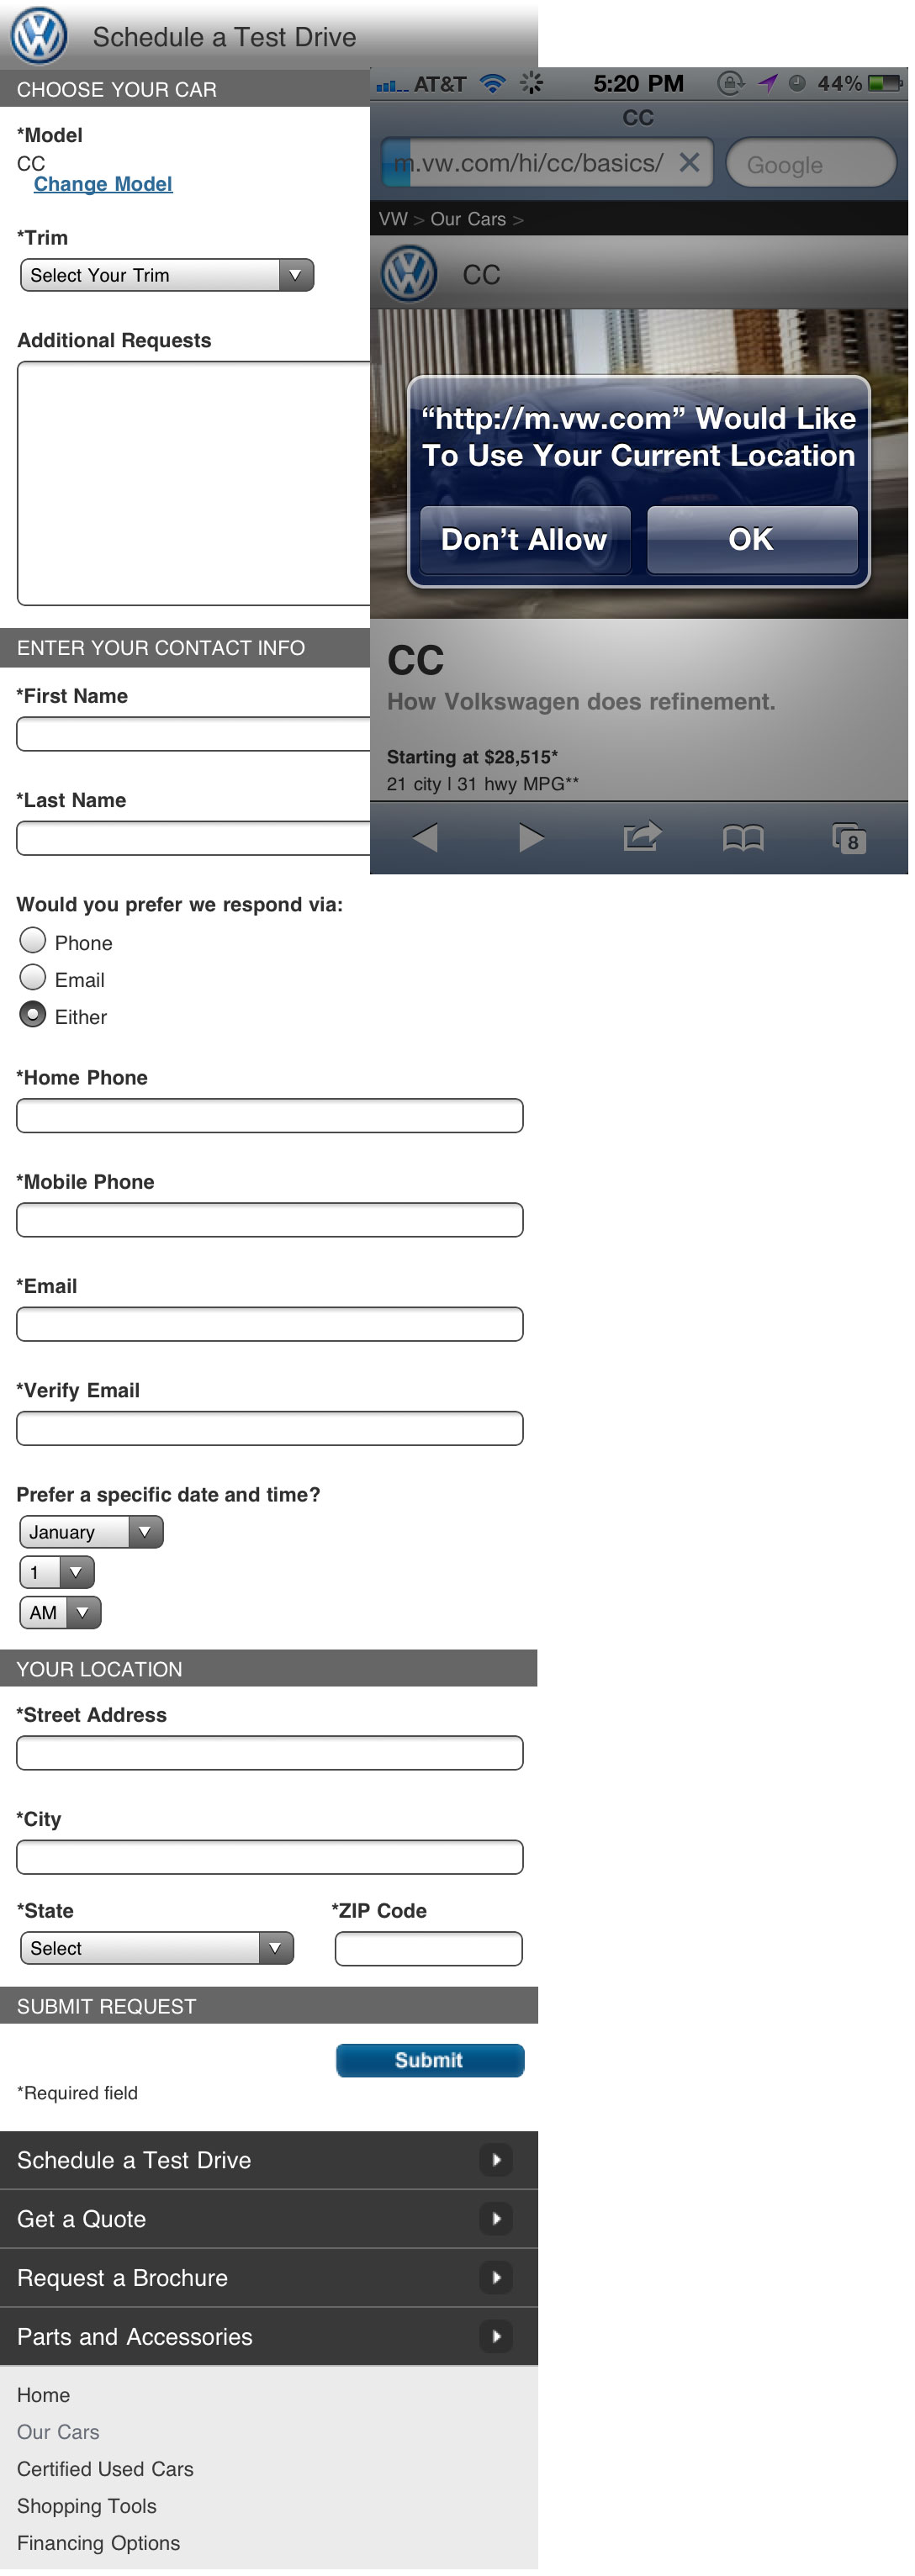 Schedule a Test Drive
CHOOSE YOUR CAR
*Model
CC
Change Model
*Trim
Select Your Trim
Additional Requests
ENTER YOUR CONTACT INFO
*First Name
*Last Name
Would you prefer we respond via:
Phone
Email
Either
*Home Phone
*Mobile Phone
*Email
*Verify Email
Prefer a specific date and time?
January
1
AM
YOUR LOCATION
*Street Address
*City
*State
*ZIP Code
Select
SUBMIT REQUEST
Submit
*Required field
Schedule a Test Drive
Get a Quote
Request a Brochure
Parts and Accessories
Home
Our Cars
Certified Used Cars
Shopping Tools
Financing Options
AT&T 5:20 PM 44%
CC
m.vw.com/hi/cc/basics/
Google
VW > Our Cars >
CC
“http://m.vw.com” Would Like
To Use Your Current Location
Don’t Allow
OK
CC
How Volkswagen does refinement.
Starting at $28,515*
21 city | 31 hwy MPG**
8